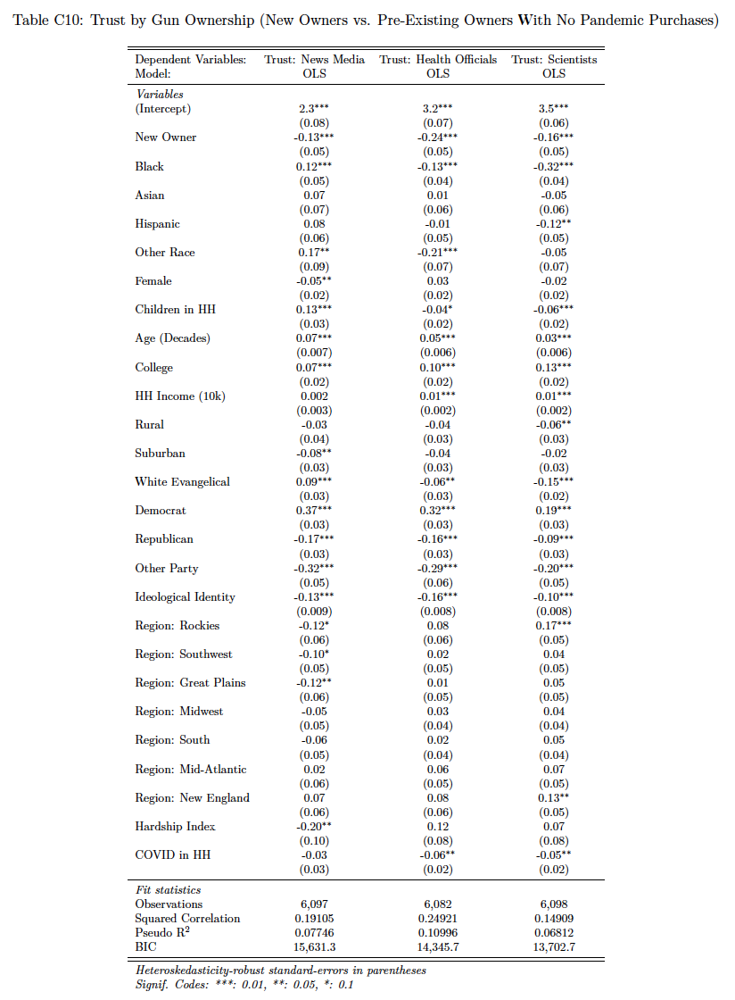 Table C10: Trust by Gun Ownership (New Owners vs. Pre-Existing Owners With No Pandemic Purchases)
Dependent Variables: Trust: News Media Trust: Health Officials Trust: Scientists
Model: OLS OLS OLS
Variables
(Intercept) 2.3*** 3.2*** 3.5***
(0.08) (0.07) (0.06)
New Owner -0.13*** -0.24*** -0.16***
(0.05) (0.05) (0.05)
Black 0.12*** -0.13*** -0.32***
(0.05) (0.04) (0.04)
Asian 0.07 0.01 -0.05
(0.07) (0.06) (0.06)
Hispanic 0.08 -0.01 -0.12**
(0.06) (0.05) (0.05)
Other Race 0.17** -0.21*** -0.05
(0.09) (0.07) (0.07)
Female -0.05** 0.03 -0.02
(0.02) (0.02) (0.02)
Children in HH 0.13*** -0.04* -0.06***
(0.03) (0.02) (0.02)
Age (Decades) 0.07*** 0.05*** 0.03***
(0.007) (0.006) (0.006)
College 0.07*** 0.10*** 0.13***
(0.02) (0.02) (0.02)
HH Income (10k) 0.002 0.01*** 0.01***
(0.003) (0.002) (0.002)
Rural -0.03 -0.04 -0.06**
(0.04) (0.03) (0.03)
Suburban -0.08** -0.04 -0.02
(0.03) (0.03) (0.03)
White Evangelical 0.09*** -0.06** -0.15***
(0.03) (0.03) (0.02)
Democrat 0.37*** 0.32*** 0.19***
(0.03) (0.03) (0.03)
Republican -0.17*** -0.16*** -0.09***
(0.03) (0.03) (0.03)
Other Party -0.32*** -0.29*** -0.20***
(0.05) (0.06) (0.05)
Ideological Identity -0.13*** -0.16*** -0.10***
(0.009) (0.008) (0.008)
Region: Rockies -0.12* 0.08 0.17***
(0.06) (0.06) (0.05)
Region: Southwest -0.10* 0.02 0.04
(0.05) (0.05) (0.05)
Region: Great Plains -0.12** 0.01 0.05
(0.06) (0.05) (0.05)
Region: Midwest -0.05 0.03 0.04
(0.05) (0.04) (0.04)
Region: South -0.06 0.02 0.05
(0.05) (0.04) (0.04)
Region: Mid-Atlantic 0.02 0.06 0.07
(0.06) (0.05) (0.05)
Region: New England 0.07 0.08 0.13**
(0.06) (0.06) (0.05)
Hardship Index -0.20** 0.12 0.07
(0.10) (0.08) (0.08)
COVID in HH -0.03 -0.06** -0.05**
(0.03) (0.02) (0.02)
Fit statistics
Observations 6,097 6,082 6,098
Squared Correlation 0.19105 0.24921 0.14909
Pseudo R² 0.07746 0.10996 0.06812
BIC 15,631.3 14,345.7 13,702.7
Heteroskedasticity-robust standard-errors in parentheses
Signif. Codes: ***: 0.01, **: 0.05, *: 0.1